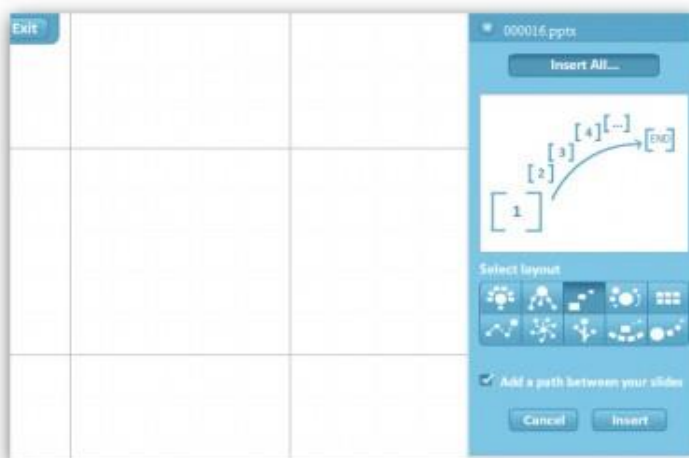 Exit
000016.pptx
Insert All...
[1]
[2]
[3]
[4]
[...]
[END]
Select layout
Add a path between your slides
Cancel
Insert